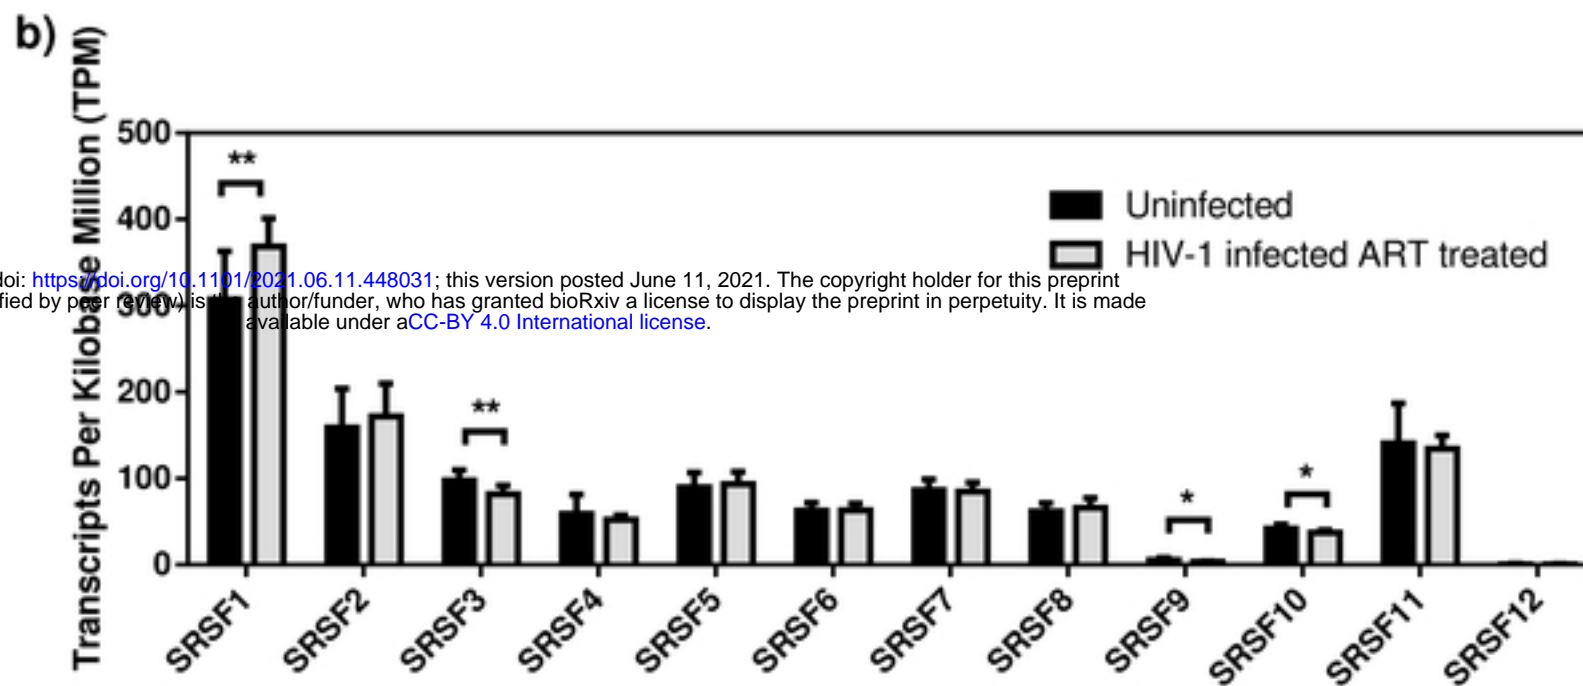 b)
Transcripts Per Kilobase Million (TPM)
500
**
400
Uninfected
HIV-1 infected ART treated
doi: https://doi.org/10.1101/2021.06.11.448031; this version posted June 11, 2021. The copyright holder for this preprint
fied by peer review) is the author/funder, who has granted bioRxiv a license to display the preprint in perpetuity. It is made
300
available under aCC-BY 4.0 International license.
200
**
100
*
*
0
SRSF1
SRSF2
SRSF3
SRSF4
SRSF5
SRSF6
SRSF7
SRSF8
SRSF9
SRSF10
SRSF11
SRSF12